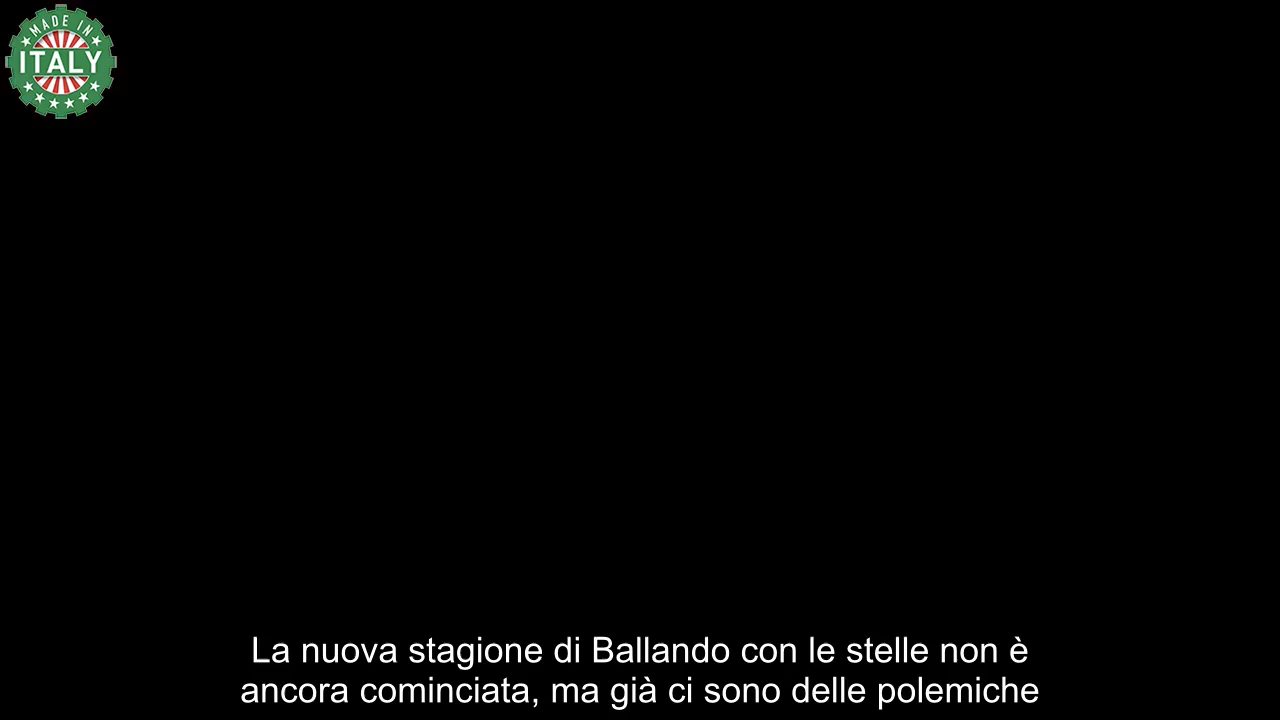 MADE IN
ITALY
La nuova stagione di Ballando con le stelle non è
ancora cominciata, ma già ci sono delle polemiche